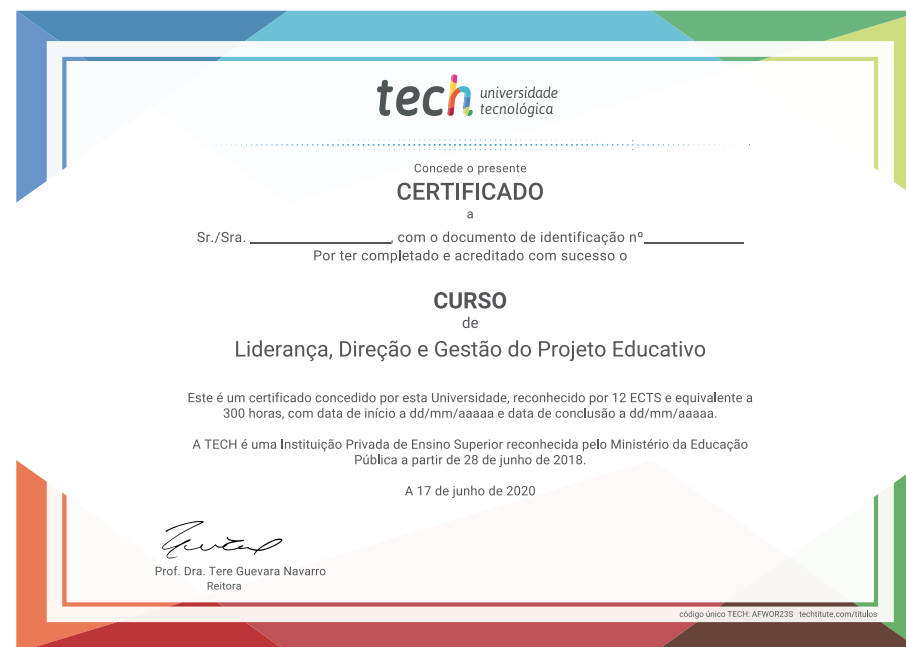 tech universidade
tecnológica
Concede o presente
CERTIFICADO
a
Sr./Sra. , com o documento de identificação nº
Por ter completado e acreditado com sucesso o
CURSO
de
Liderança, Direção e Gestão do Projeto Educativo
Este é um certificado concedido por esta Universidade, reconhecido por 12 ECTS e equivalente a
300 horas, com data de início a dd/mm/aaaaa e data de conclusão a dd/mm/aaaaa.
A TECH é uma Instituição Privada de Ensino Superior reconhecida pelo Ministério da Educação
Pública a partir de 28 de junho de 2018.
A 17 de junho de 2020
Prof. Dra. Tere Guevara Navarro
Reitora
código único TECH: AFWOR23S techtitute.com/titulos